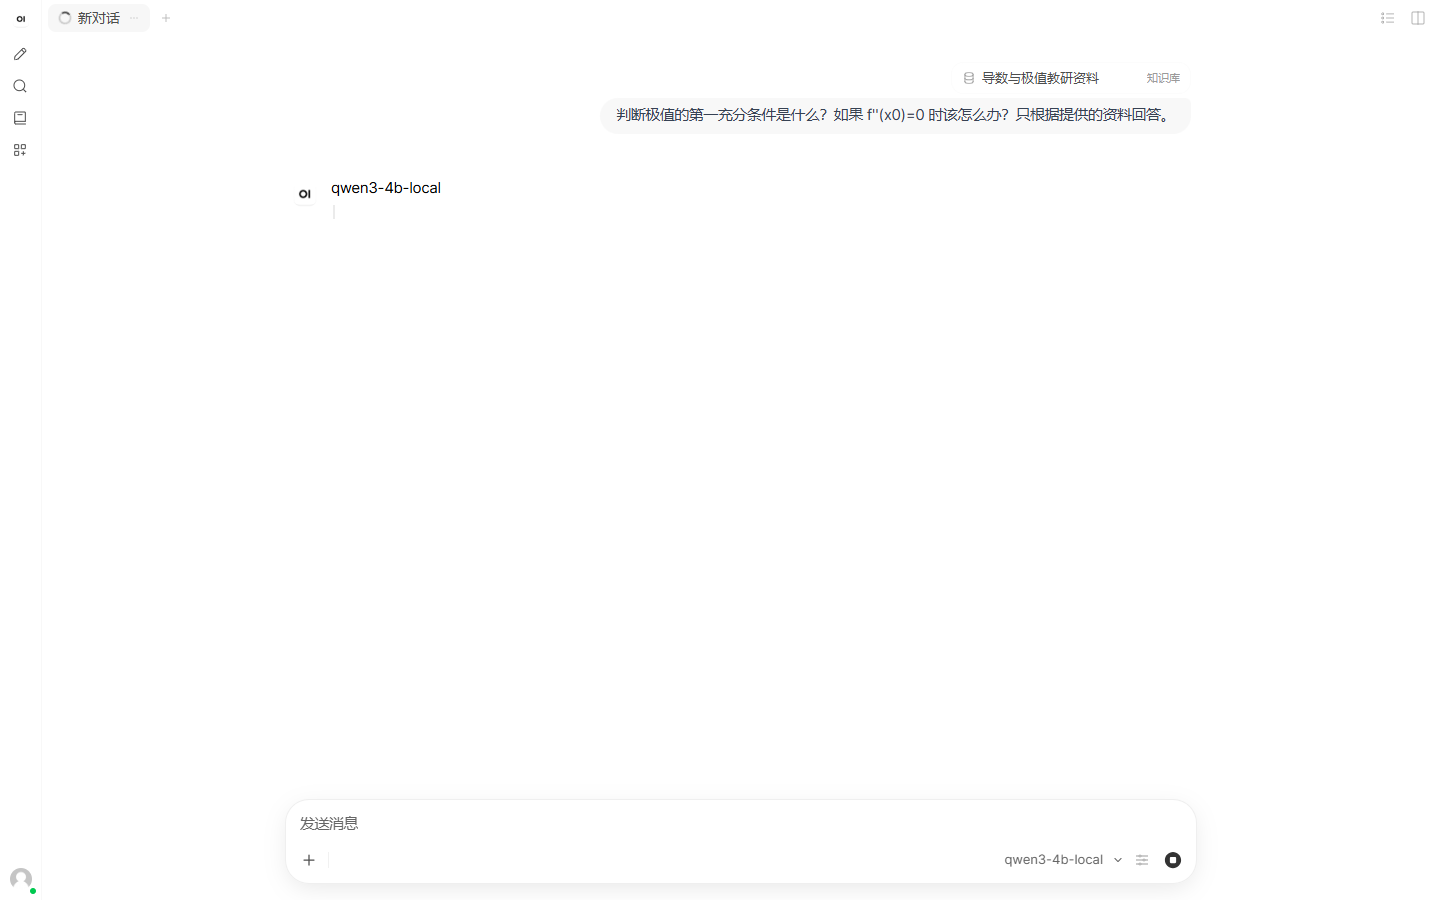 OI
新对话
导数与极值教研资料 知识库
判断极值的第一充分条件是什么？如果 f''(x0)=0 时该怎么办？只根据提供的资料回答。
OI qwen3-4b-local
发送消息
qwen3-4b-local